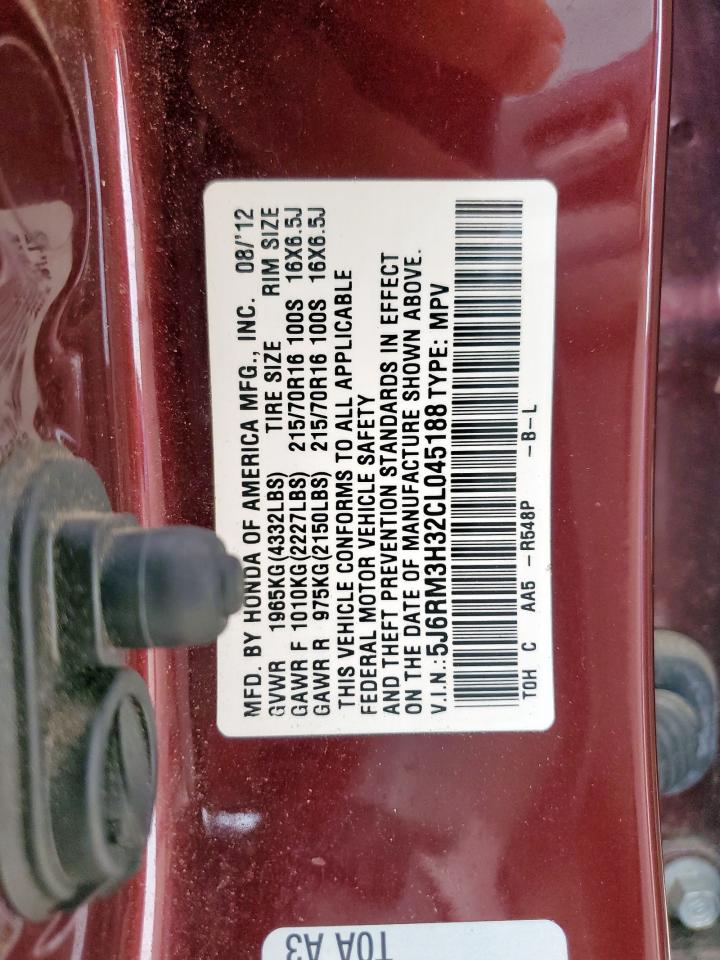 MFD. BY HONDA OF AMERICA MFG., INC. 08/'12
GVWR 1965KG(4332LBS) TIRE SIZE RIM SIZE
GAWR F 1010KG(2227LBS) 215/70R16 100S 16X6.5J
GAWR R 975KG(2150LBS) 215/70R16 100S 16X6.5J
THIS VEHICLE CONFORMS TO ALL APPLICABLE
FEDERAL MOTOR VEHICLE SAFETY
AND THEFT PREVENTION STANDARDS IN EFFECT
ON THE DATE OF MANUFACTURE SHOWN ABOVE.
V.I.N.:5J6RM3H32CL045188 TYPE: MPV
TOH C AA5 -R548P -B-L
TOA A3